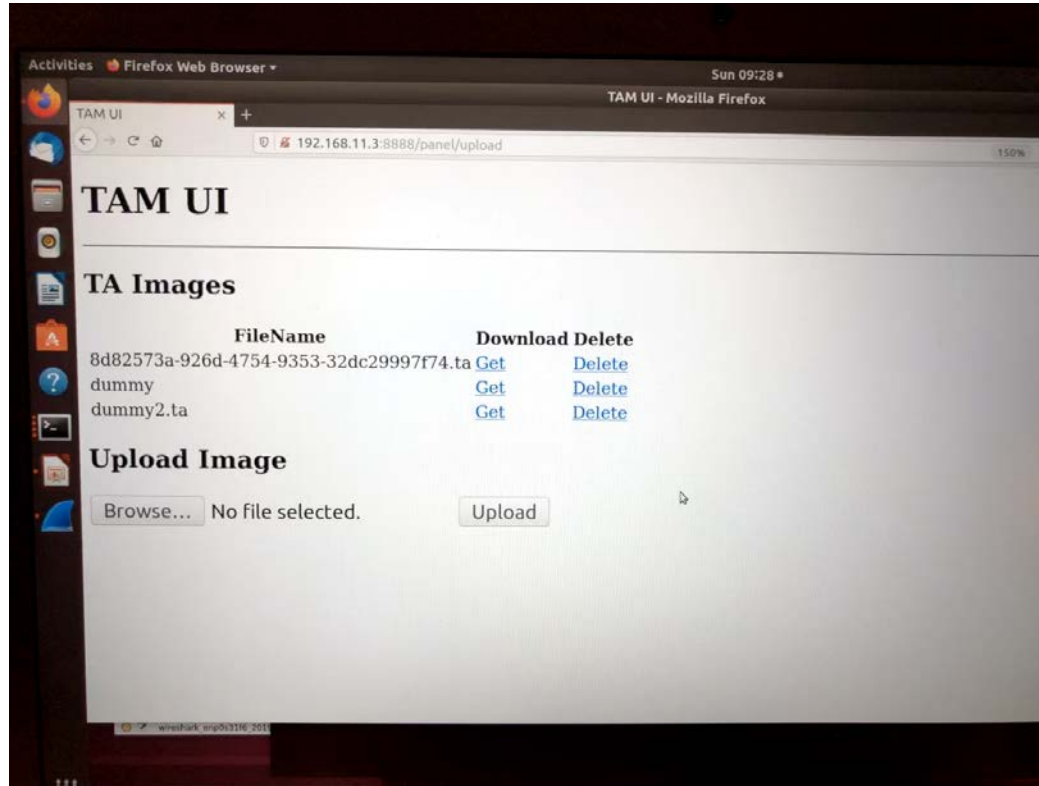 Activities Firefox Web Browser
Sun 09:28
TAM UI - Mozilla Firefox
TAM UI
192.168.11.3:8888/panel/upload
150%
TAM UI
TA Images
FileName Download Delete
8d82573a-926d-4754-9353-32dc29997f74.ta Get Delete
dummy Get Delete
dummy2.ta Get Delete
Upload Image
Browse... No file selected. Upload
wireshark_enp0s31f6_201